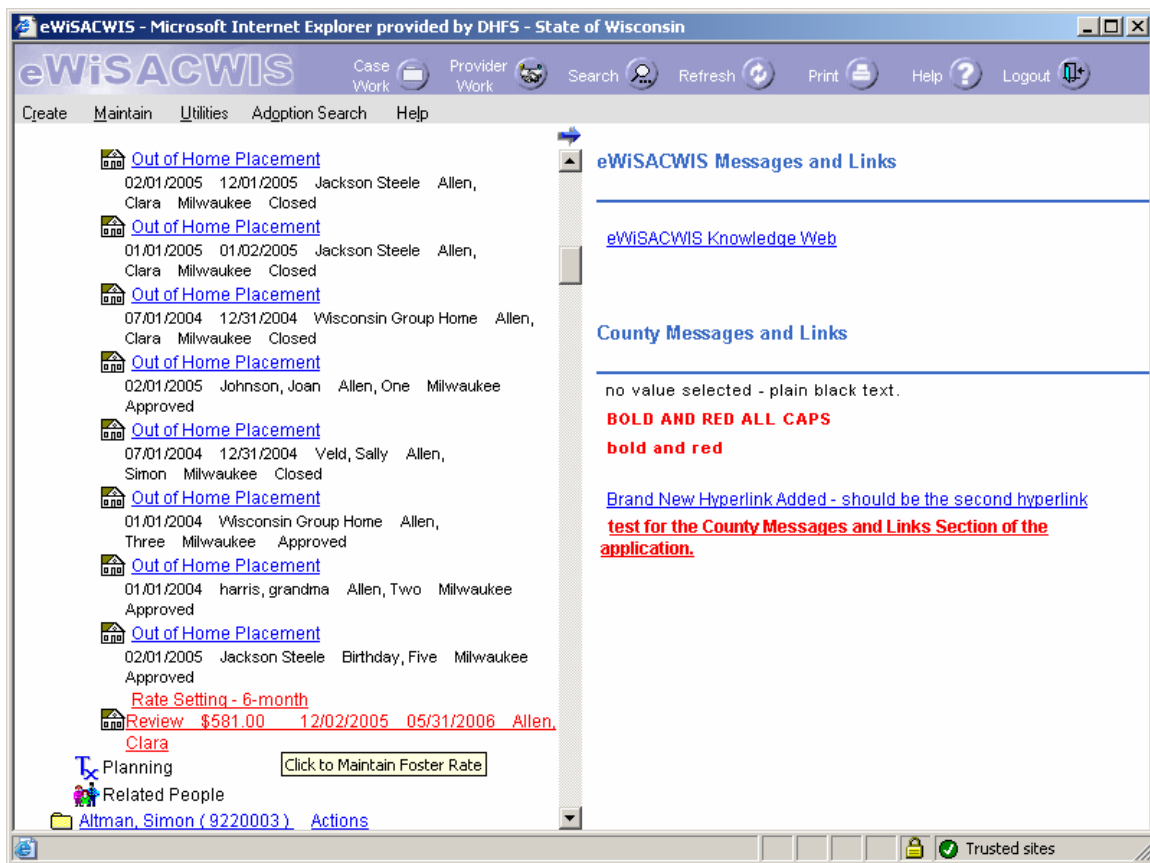 eWiSACWIS - Microsoft Internet Explorer provided by DHFS - State of Wisconsin
eWiSACWIS
Case Work
Provider Work
Search
Refresh
Print
Help
Logout
Create Maintain Utilities Adoption Search Help
Out of Home Placement
02/01/2005 12/01/2005 Jackson Steele Allen,
Clara Milwaukee Closed
Out of Home Placement
01/01/2005 01/02/2005 Jackson Steele Allen,
Clara Milwaukee Closed
Out of Home Placement
07/01/2004 12/31/2004 Wisconsin Group Home Allen,
Clara Milwaukee Closed
Out of Home Placement
02/01/2005 Johnson, Joan Allen, One Milwaukee
Approved
Out of Home Placement
07/01/2004 12/31/2004 Veld, Sally Allen,
Simon Milwaukee Closed
Out of Home Placement
01/01/2004 Wisconsin Group Home Allen,
Three Milwaukee Approved
Out of Home Placement
01/01/2004 harris, grandma Allen, Two Milwaukee
Approved
Out of Home Placement
02/01/2005 Jackson Steele Birthday, Five Milwaukee
Approved
Rate Setting - 6-month
Review $581.00 12/02/2005 05/31/2006 Allen,
Clara
Click to Maintain Foster Rate
Tx Planning
Related People
Altman, Simon ( 9220003 ) Actions
eWiSACWIS Messages and Links
eWiSACWIS Knowledge Web
County Messages and Links
no value selected - plain black text.
BOLD AND RED ALL CAPS
bold and red
Brand New Hyperlink Added - should be the second hyperlink
test for the County Messages and Links Section of the
application.
Trusted sites